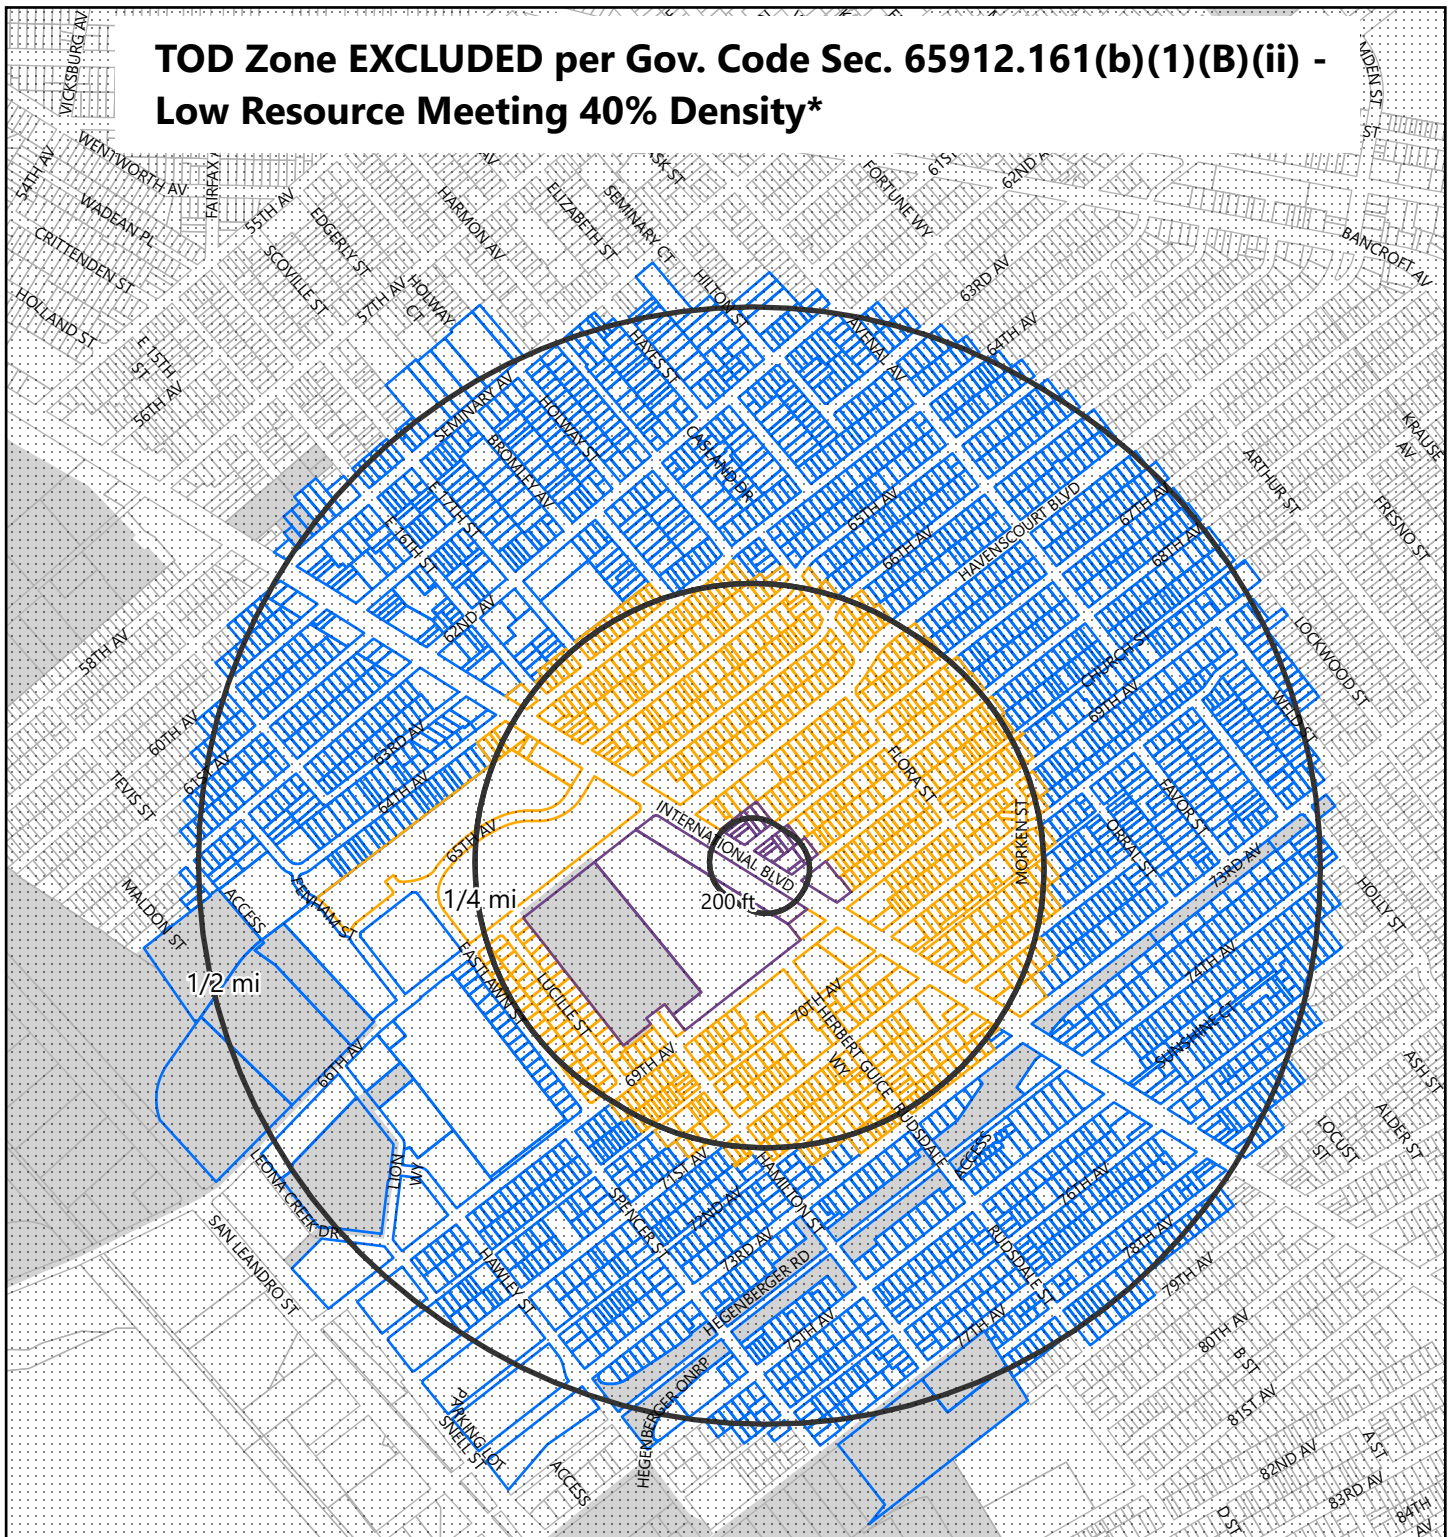 TOD Zone EXCLUDED per Gov. Code Sec. 65912.161(b)(1)(B)(ii) -
Low Resource Meeting 40% Density*
VICKSBURG AV
54TH AV
WENTWORTH AV
FAIRFAX
WADEAN PL
CRITTENDEN ST
HOLLAND ST
55TH AV
EDGERLY ST
SCOVILLE ST
57TH AV
HOLWAY
CT
HARMON AV
ELIZABETH ST
SEMINARY CT
HILTON ST
FORTUNE WY
61ST
62ND A
ST
BANCROFT AV
63RD AV
64TH AV
AVENAL AV
HAYES ST
E 15TH
ST
56TH AV
SEMINARY AV
HOLWAY ST
BROMLEY AV
CASLAND DR
E 17TH ST
E 16TH ST
65TH AV
66TH AV
HAVENSCOURT BLVD
67TH AV
68TH AV
ARTHUR ST
KRAUSE
AV
FRESNO ST
62ND AV
58TH AV
60TH AV
61ST AV
63RD AV
64TH AV
TEVIS ST
CHURCH ST
69TH AV
LOCKWOOD ST
WELD ST
FLORA ST
FAVOR ST
ORRAL ST
MORKEN ST
73RD AV
HOLLY ST
INTERNATIONAL BLVD
65TH AV
200 ft
1/4 mi
1/2 mi
MALDON ST
ACCESS
FENHAM ST
EASTLAWN S
LUCILLE ST
70TH AV
HERBERT GUICE
WY
69TH AV
74TH AV
SUNSHINE CT
66TH AV
RUDSDALE
ACCESS
ASH ST
ALDER ST
LOCUST
ST
LION
WY
LEONA CREEK DR
SAN LEANDRO ST
71ST AV
72ND AV
73RD AV
SPENCER ST
HAMILTON ST
HAWLEY ST
HEGENBERGER RD
75TH AV
76TH AV
77TH AV
78TH AV
79TH AV
RUDSDALE ST
80TH AV
B ST
81ST AV
82ND AV
A ST
83RD AV
84TH
AV
D ST
PARKING LOT
SNELL ST
ACCESS
HEGENBERGER ONRP